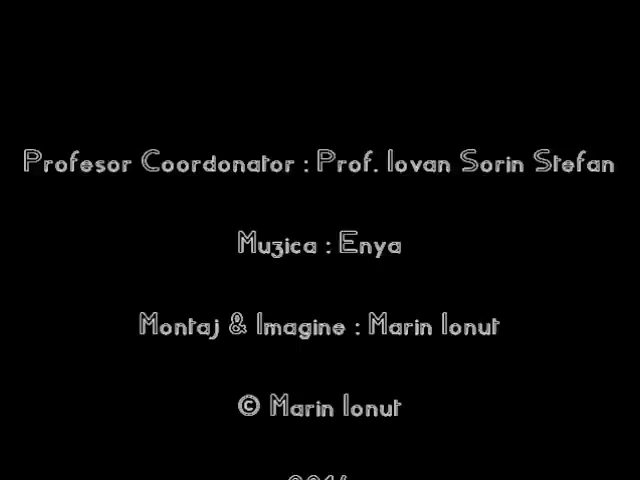 Profesor Coordonator : Prof. Iovan Sorin Stefan
Muzica : Enya
Montaj & Imagine : Marin Ionut
© Marin Ionut